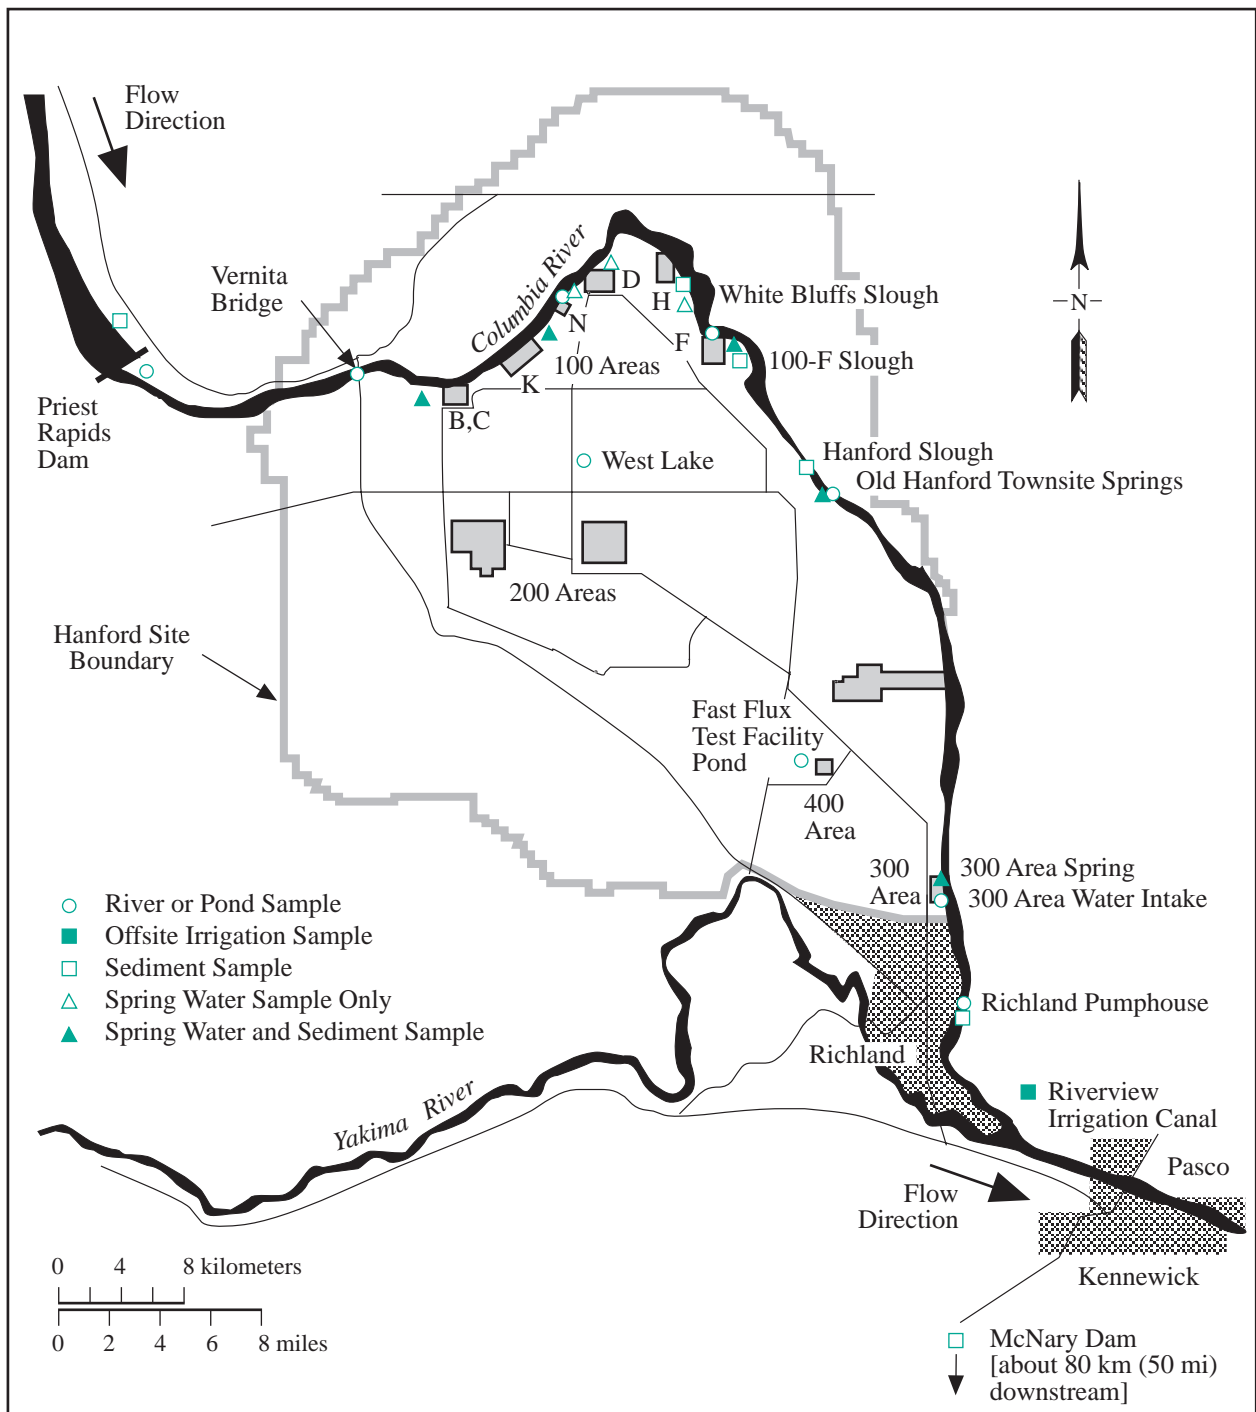 Flow
Direction
Vernita
Bridge
Columbia River
D
H
White Bluffs Slough
N
N
F
100-F Slough
100 Areas
K
B,C
Priest
Rapids
Dam
West Lake
Hanford Slough
Old Hanford Townsite Springs
200 Areas
Hanford Site
Boundary
Fast Flux
Test Facility
Pond
400
Area
300
Area
300 Area Spring
300 Area Water Intake
River or Pond Sample
Offsite Irrigation Sample
Sediment Sample
Spring Water Sample Only
Spring Water and Sediment Sample
Richland Pumphouse
Richland
Yakima River
Riverview
Irrigation Canal
Pasco
Flow
Direction
Kennewick
0 4 8 kilometers
0 2 4 6 8 miles
McNary Dam
[about 80 km (50 mi)
downstream]